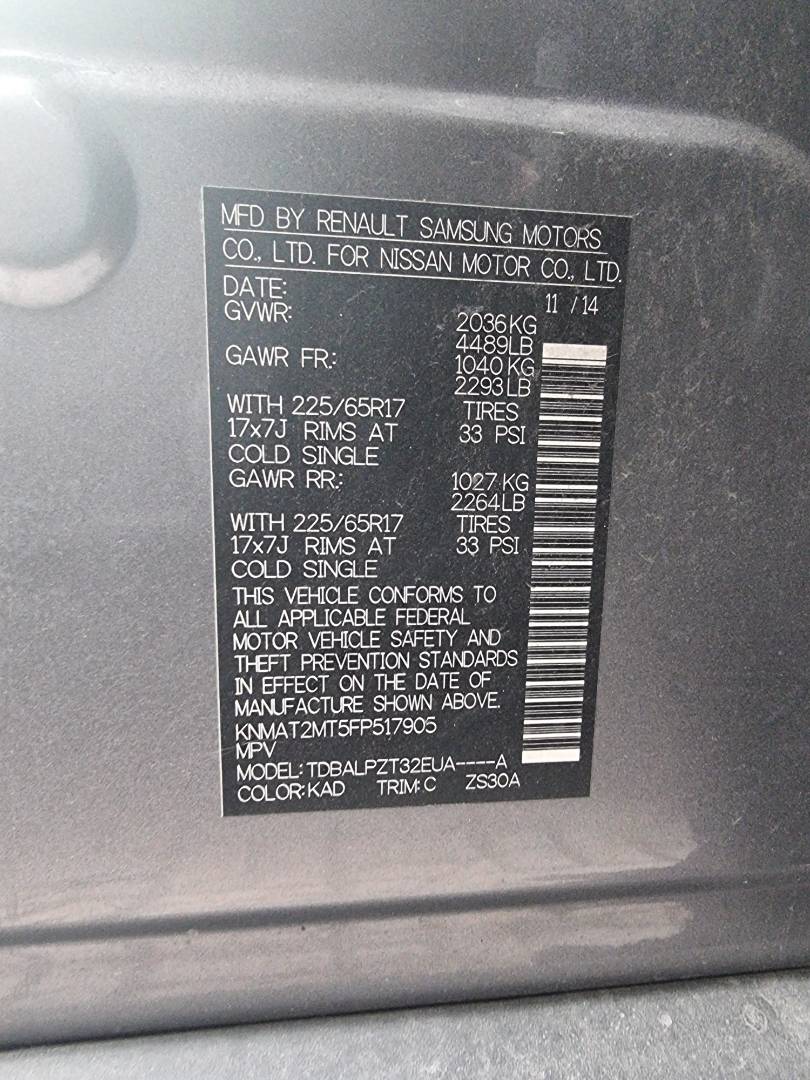 MFD BY RENAULT SAMSUNG MOTORS
CO., LTD. FOR NISSAN MOTOR CO., LTD.
DATE: 11 / 14
GVWR: 2036 KG
4489LB
GAWR FR.: 1040 KG
2293 LB
WITH 225/65R17 TIRES
17x7J RIMS AT 33 PSI
COLD SINGLE
GAWR RR.: 1027 KG
2264LB
WITH 225/65R17 TIRES
17x7J RIMS AT 33 PSI
COLD SINGLE
THIS VEHICLE CONFORMS TO
ALL APPLICABLE FEDERAL
MOTOR VEHICLE SAFETY AND
THEFT PREVENTION STANDARDS
IN EFFECT ON THE DATE OF
MANUFACTURE SHOWN ABOVE.
KNMAT2MT5FP517905
MPV
MODEL: TDBALPZT32EUA----A
COLOR: KAD TRIM: C ZS30A